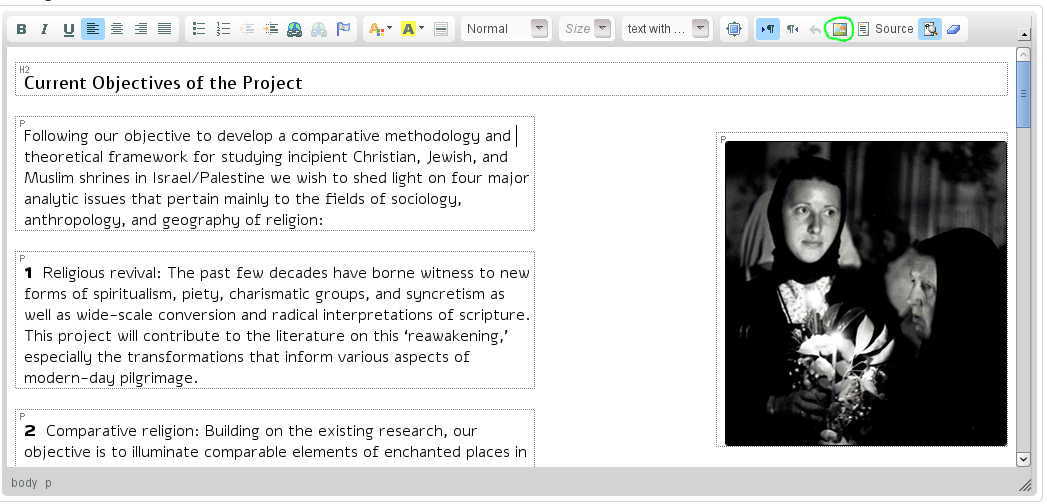 B I U Normal Size text with ... Source
H2
Current Objectives of the Project
P
Following our objective to develop a comparative methodology and
theoretical framework for studying incipient Christian, Jewish, and
Muslim shrines in Israel/Palestine we wish to shed light on four major
analytic issues that pertain mainly to the fields of sociology,
anthropology, and geography of religion:
P
1 Religious revival: The past few decades have borne witness to new
forms of spiritualism, piety, charismatic groups, and syncretism as
well as wide-scale conversion and radical interpretations of scripture.
This project will contribute to the literature on this ‘reawakening,’
especially the transformations that inform various aspects of
modern-day pilgrimage.
P
2 Comparative religion: Building on the existing research, our
objective is to illuminate comparable elements of enchanted places in
P
body p